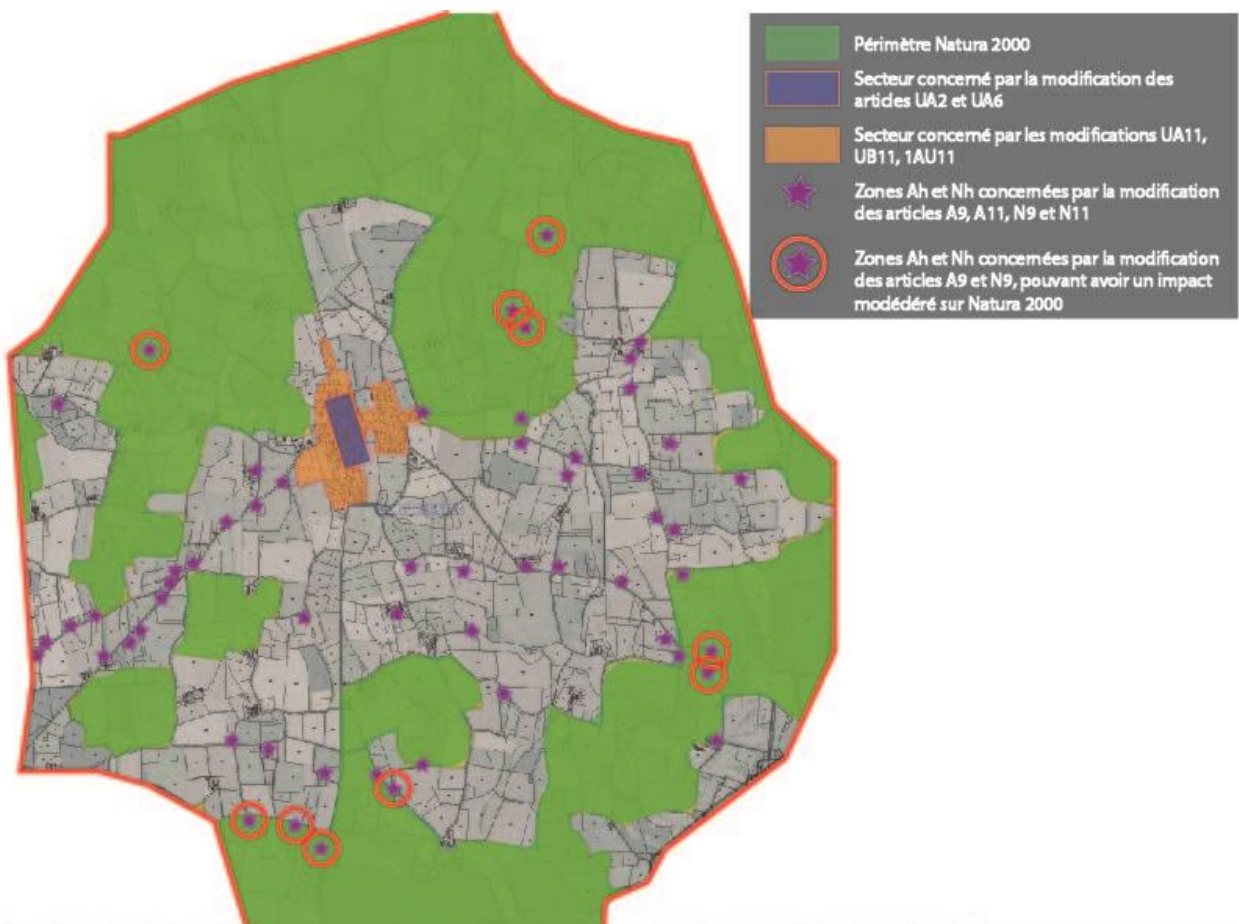 Périmètre Natura 2000
Secteur concerné par la modification des
articles UA2 et UA6
Secteur concerné par les modifications UA11,
UB11, 1AU11
Zones Ah et Nh concernées par la modification
des articles A9, A11, N9 et N11
Zones Ah et Nh concernées par la modification
des articles A9 et N9, pouvant avoir un impact
modédéré sur Natura 2000